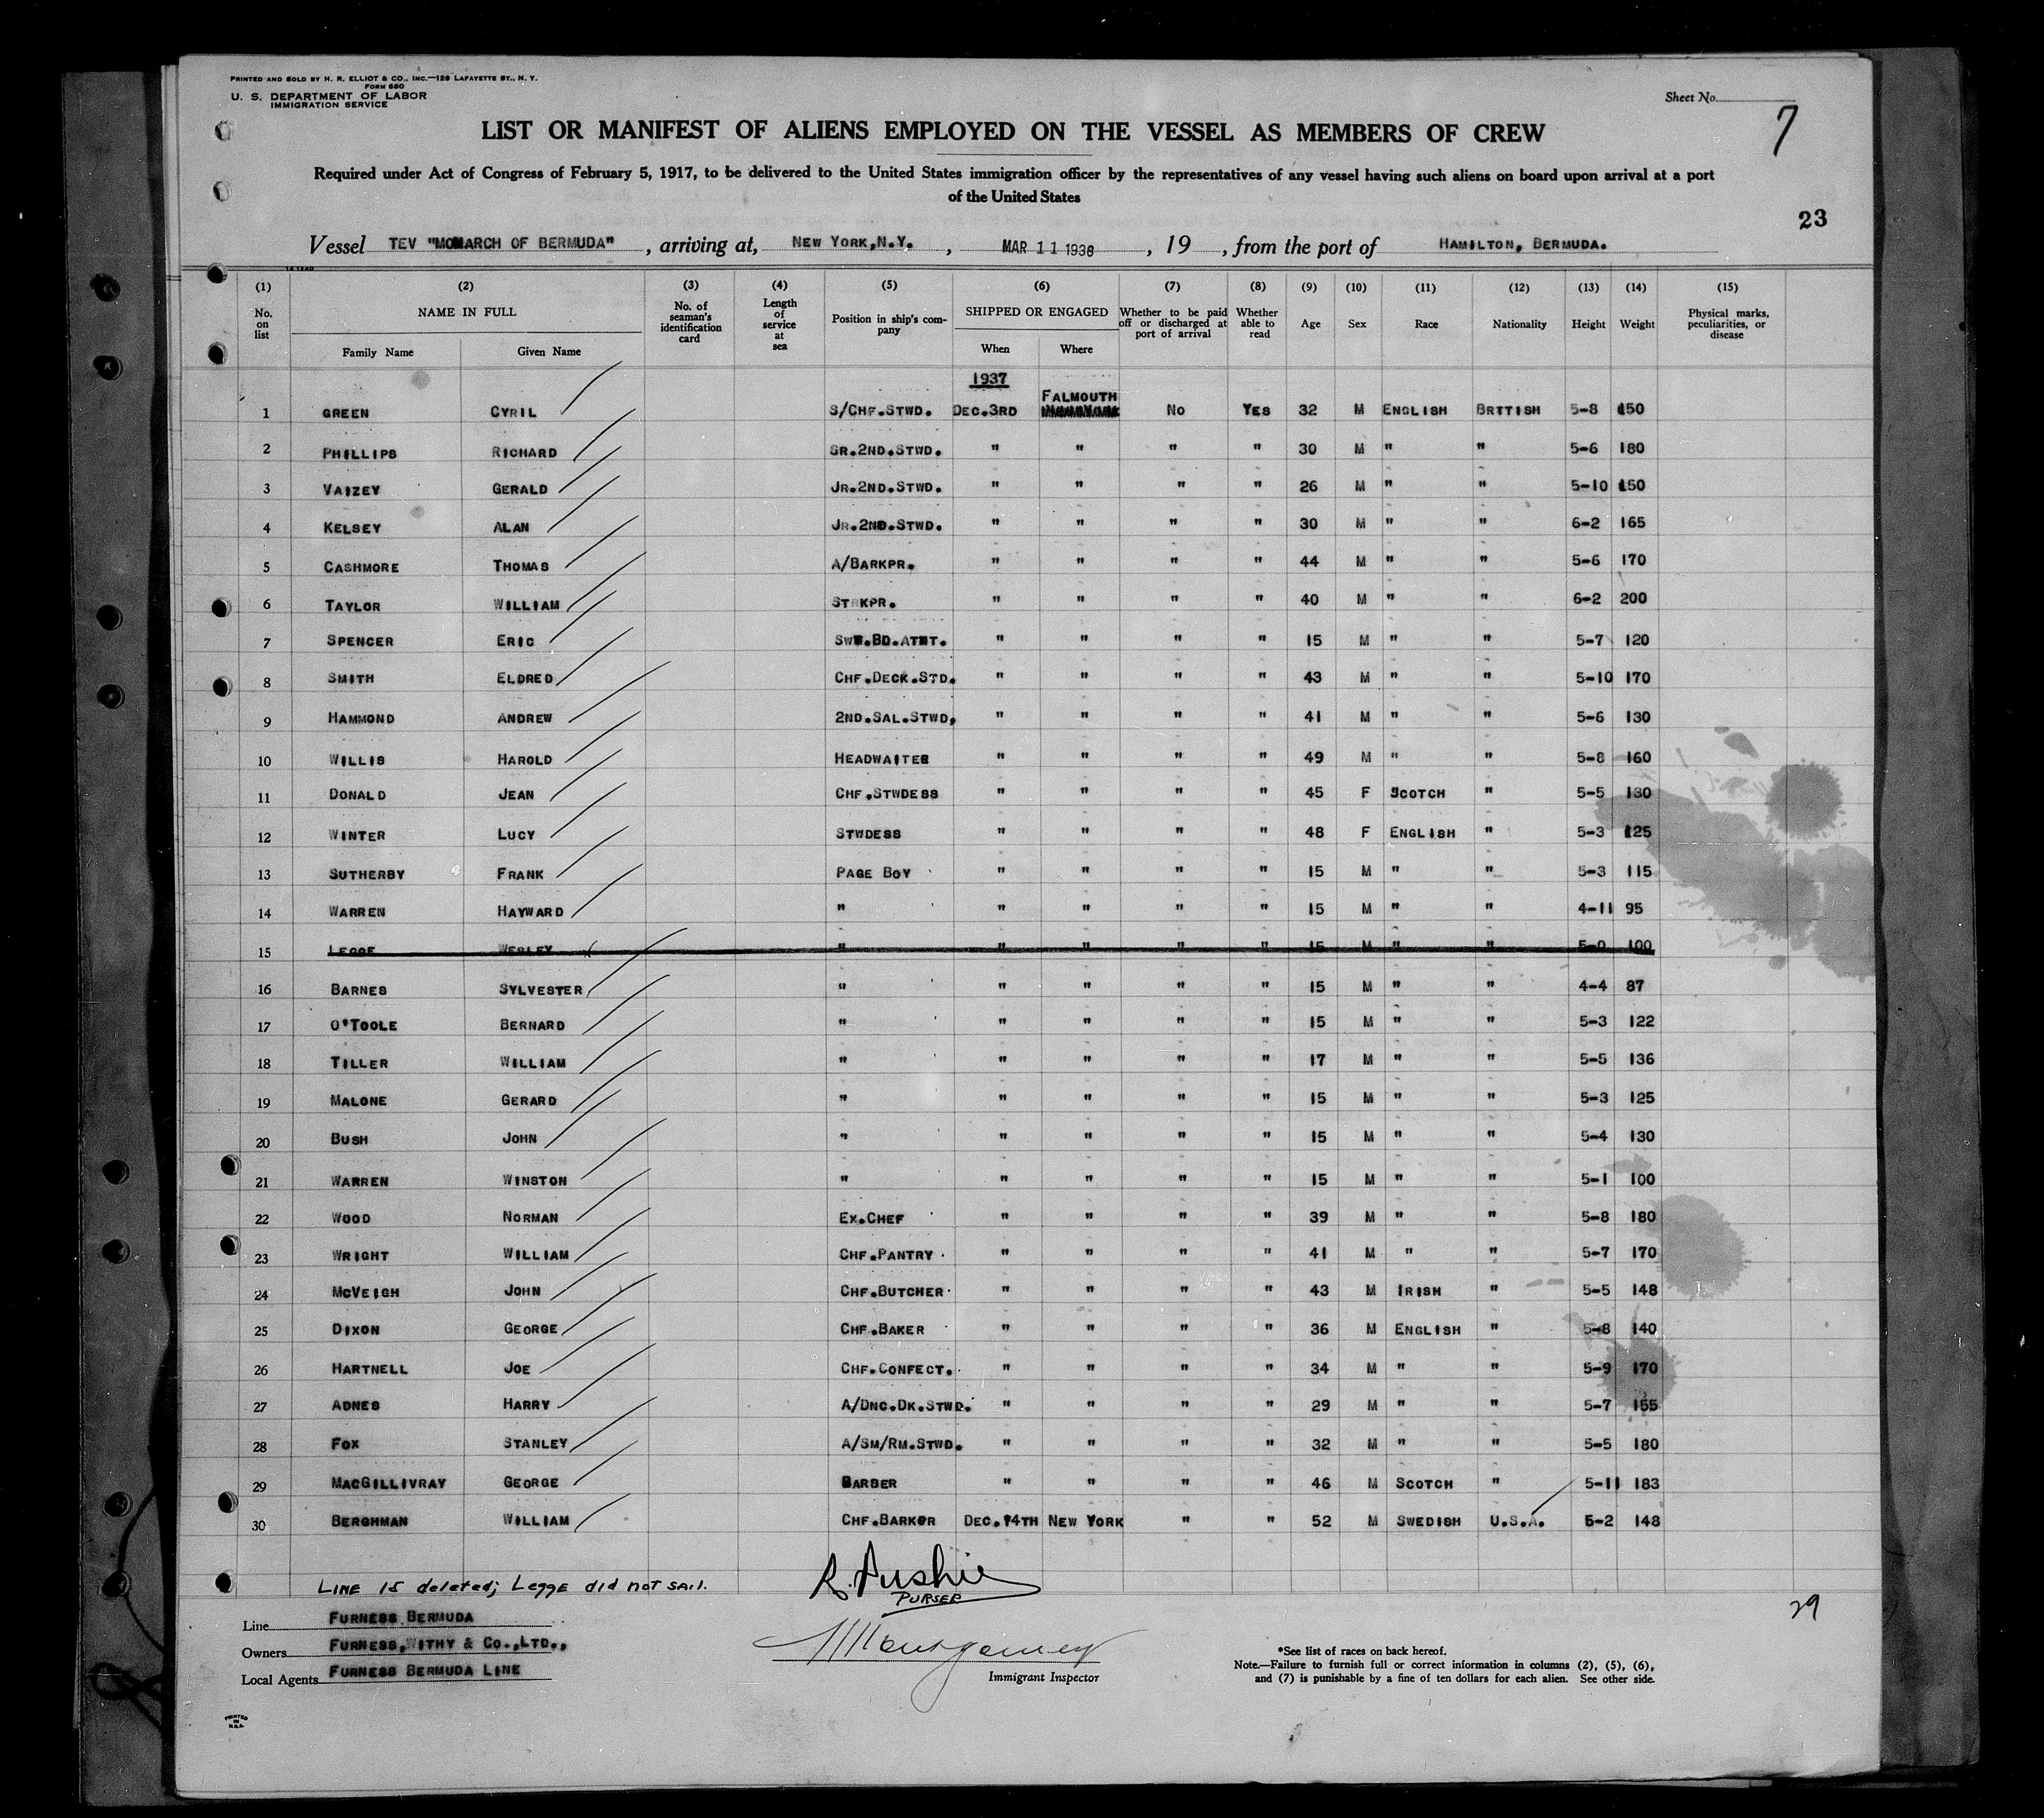 PRINTED AND SOLD BY H. R. ELLIOT & CO., INC.—129 LAFAYETTE ST., N. Y.
FORM 680
U. S. DEPARTMENT OF LABOR
IMMIGRATION SERVICE
Sheet No.
7
LIST OR MANIFEST OF ALIENS EMPLOYED ON THE VESSEL AS MEMBERS OF CREW
Required under Act of Congress of February 5, 1917, to be delivered to the United States immigration officer by the representatives of any vessel having such aliens on board upon arrival at a port
of the United States
23
Vessel TEV "MONARCH OF BERMUDA", arriving at, NEW YORK, N.Y., MAR 11 1938, 19 , from the port of HAMILTON, BERMUDA.
(1) (2) (3) (4) (5) (6) (7) (8) (9) (10) (11) (12) (13) (14) (15)
No. on list NAME IN FULL Family Name Given Name No. of seaman's identification card Length of service at sea Position in ship's company SHIPPED OR ENGAGED When Where Whether to be paid off or discharged at port of arrival Whether able to read Age Sex Race Nationality Height Weight Physical marks, peculiarities, or disease
1937
FALMOUTH
1 GREEN CYRIL S/CHF.STWD. DEC.3RD NO YES 32 M ENGLISH BRTTISH 5-8 150
2 PHILLIPS RICHARD SR.2ND.STWD. " " " " 30 M " " 5-6 180
3 VAIZEY GERALD JR.2ND.STWD. " " " " 26 M " " 5-10 150
4 KELSEY ALAN JR.2ND.STWD. " " " " 30 M " " 6-2 165
5 CASHMORE THOMAS A/BARKPR. " " " " 44 M " " 5-6 170
6 TAYLOR WILLIAM STRKPR. " " " " 40 M " " 6-2 200
7 SPENCER ERIC SWT.BD.ATNT. " " " " 15 M " " 5-7 120
8 SMITH ELDRED CHF.DECK.STD. " " " " 43 M " " 5-10 170
9 HAMMOND ANDREW 2ND.SAL.STWD. " " " " 41 M " " 5-6 130
10 WILLIS HAROLD HEADWAITER " " " " 49 M " " 5-8 160
11 DONALD JEAN CHF.STWDESS " " " " 45 F SCOTCH " 5-5 130
12 WINTER LUCY STWDESS " " " " 48 F ENGLISH " 5-3 125
13 SUTHERBY FRANK PAGE BOY " " " " 15 M " " 5-3 115
14 WARREN HAYWARD " " " " " 15 M " " 4-11 95
15 LEGGE WESLEY " " " " " 15 M " " 5-0 100
16 BARNES SYLVESTER " " " " " 15 M " " 4-4 87
17 O'TOOLE BERNARD " " " " " 15 M " " 5-3 122
18 TILLER WILLIAM " " " " " 17 M " " 5-5 136
19 MALONE GERARD " " " " " 15 M " " 5-3 125
20 BUSH JOHN " " " " " 15 M " " 5-4 130
21 WARREN WINSTON " " " " " 15 M " " 5-1 100
22 WOOD NORMAN EX.CHEF " " " " 39 M " " 5-8 180
23 WRIGHT WILLIAM CHF.PANTRY " " " " 41 M " " 5-7 170
24 MCVEIGH JOHN CHF.BUTCHER " " " " 43 M IRISH " 5-5 148
25 DIXON GEORGE CHF.BAKER " " " " 36 M ENGLISH " 5-8 140
26 HARTNELL JOE CHF.CONFECT. " " " " 34 M " " 5-9 170
27 ADNES HARRY A/DNC.DK.STWD. " " " " 29 M " " 5-7 155
28 FOX STANLEY A/SM/RM.STWD. " " " " 32 M " " 5-5 180
29 MACGILLIVRAY GEORGE BARBER " " " " 46 M SCOTCH " 5-11 183
30 BERGHMAN WILLIAM CHF.BARKPR DEC.14TH NEW YORK " " 52 M SWEDISH U.S.A. 5-2 148
LINE 15 deleted; Legge did not sail.
PURSER
29
Line FURNESS BERMUDA
Owners FURNESS, WITHY & CO., LTD.,
Local Agents FURNESS BERMUDA LINE
Montgomery
Immigrant Inspector
*See list of races on back hereof.
Note.—Failure to furnish full or correct information in columns (2), (5), (6),
and (7) is punishable by a fine of ten dollars for each alien. See other side.
PRINTED IN U.S.A.